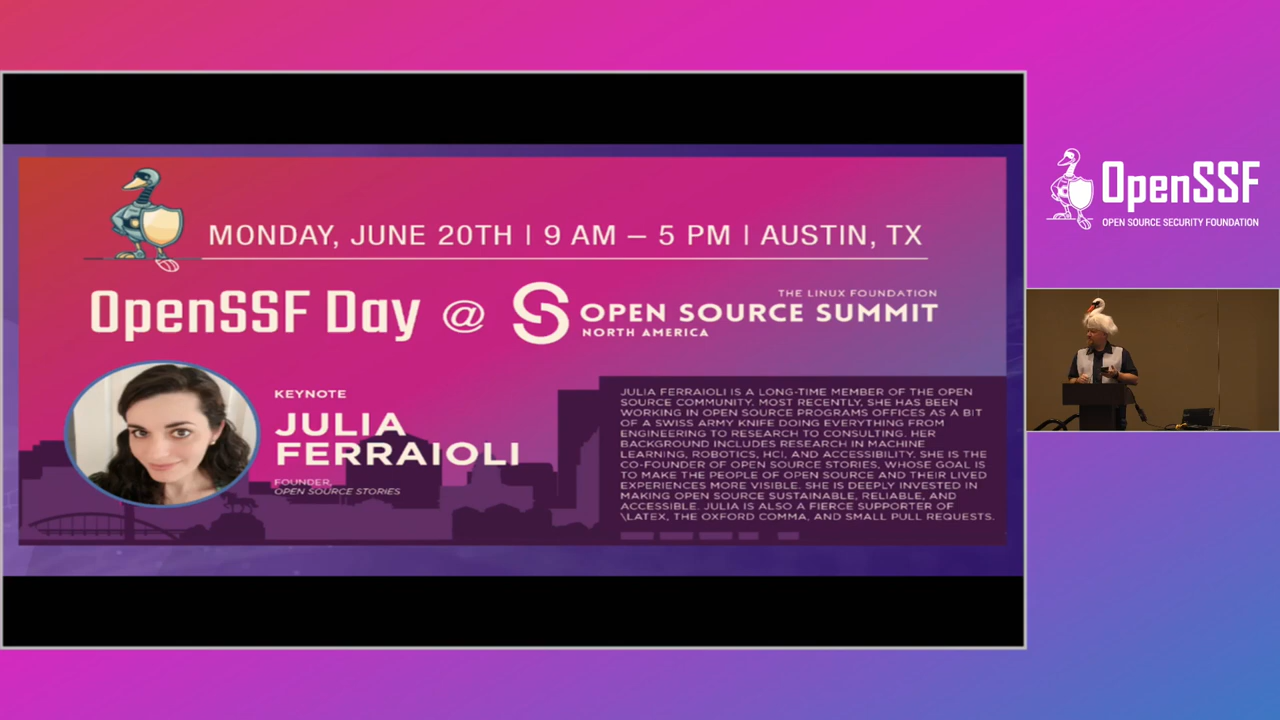 MONDAY, JUNE 20TH | 9 AM – 5 PM | AUSTIN, TX
OpenSSF Day @
THE LINUX FOUNDATION
OPEN SOURCE SUMMIT
NORTH AMERICA
KEYNOTE
JULIA
FERRAIOLI
FOUNDER,
OPEN SOURCE STORIES
JULIA FERRAIOLI IS A LONG-TIME MEMBER OF THE OPEN
SOURCE COMMUNITY. MOST RECENTLY, SHE HAS BEEN
WORKING IN OPEN SOURCE PROGRAMS OFFICES AS A BIT
OF A SWISS ARMY KNIFE DOING EVERYTHING FROM
ENGINEERING TO RESEARCH TO CONSULTING. HER
BACKGROUND INCLUDES RESEARCH IN MACHINE
LEARNING, ROBOTICS, HCI, AND ACCESSIBILITY. SHE IS THE
CO-FOUNDER OF OPEN SOURCE STORIES, WHOSE GOAL IS
TO MAKE THE PEOPLE OF OPEN SOURCE AND THEIR LIVED
EXPERIENCES MORE VISIBLE. SHE IS DEEPLY INVESTED IN
MAKING OPEN SOURCE SUSTAINABLE, RELIABLE, AND
ACCESSIBLE. JULIA IS ALSO A FIERCE SUPPORTER OF
\LATEX, THE OXFORD COMMA, AND SMALL PULL REQUESTS.
OpenSSF
OPEN SOURCE SECURITY FOUNDATION